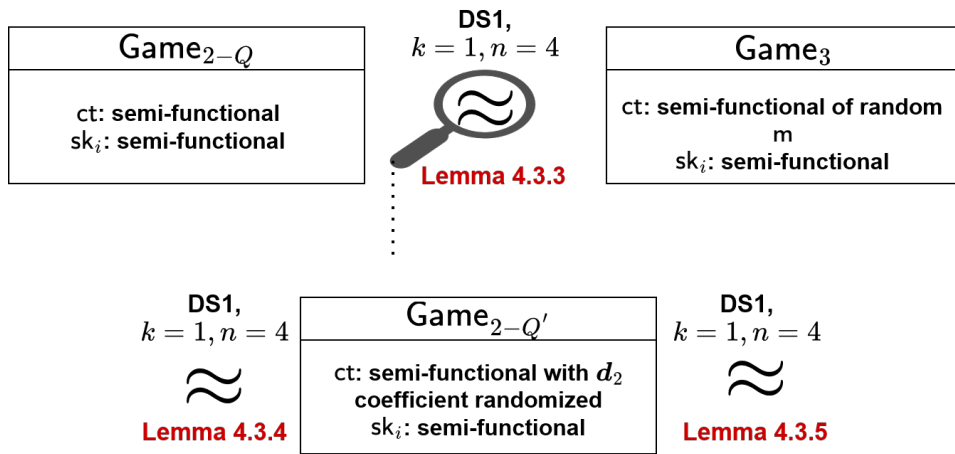 Game₂₋Q
ct: semi-functional
skᵢ: semi-functional
DS1,
k = 1, n = 4
≈
Lemma 4.3.3
Game₃
ct: semi-functional of random
m
skᵢ: semi-functional
DS1,
k = 1, n = 4
≈
Lemma 4.3.4
Game₂₋Q′
ct: semi-functional with d₂
coefficient randomized
skᵢ: semi-functional
DS1,
k = 1, n = 4
≈
Lemma 4.3.5